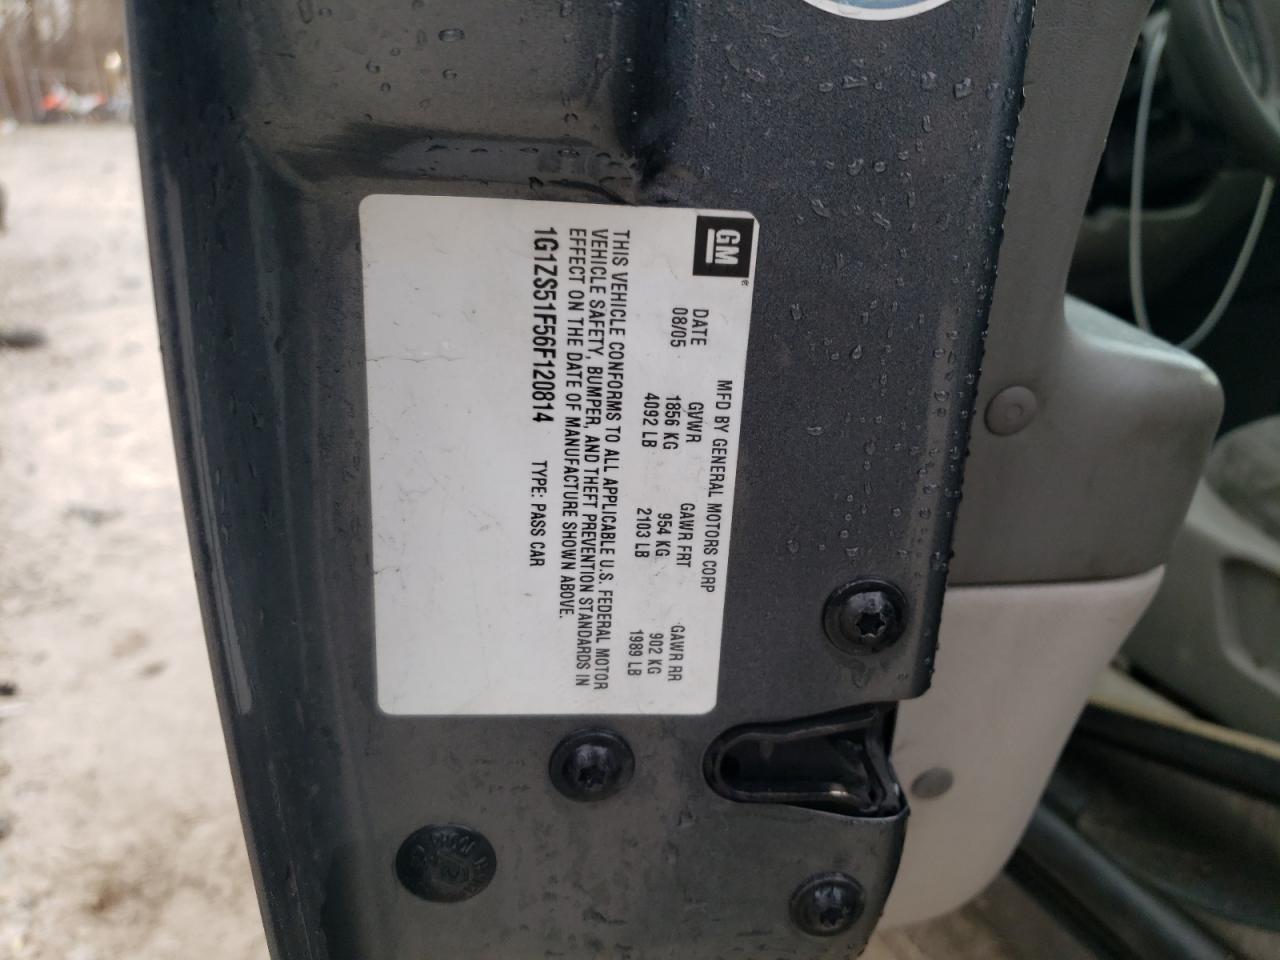 GM
MFD BY GENERAL MOTORS CORP
DATE GVWR GAWR FRT GAWR RR
08/05 1856 KG 954 KG 902 KG
4092 LB 2103 LB 1989 LB
THIS VEHICLE CONFORMS TO ALL APPLICABLE U.S. FEDERAL MOTOR
VEHICLE SAFETY, BUMPER, AND THEFT PREVENTION STANDARDS IN
EFFECT ON THE DATE OF MANUFACTURE SHOWN ABOVE.
1G1ZS51F56F120814 TYPE: PASS CAR